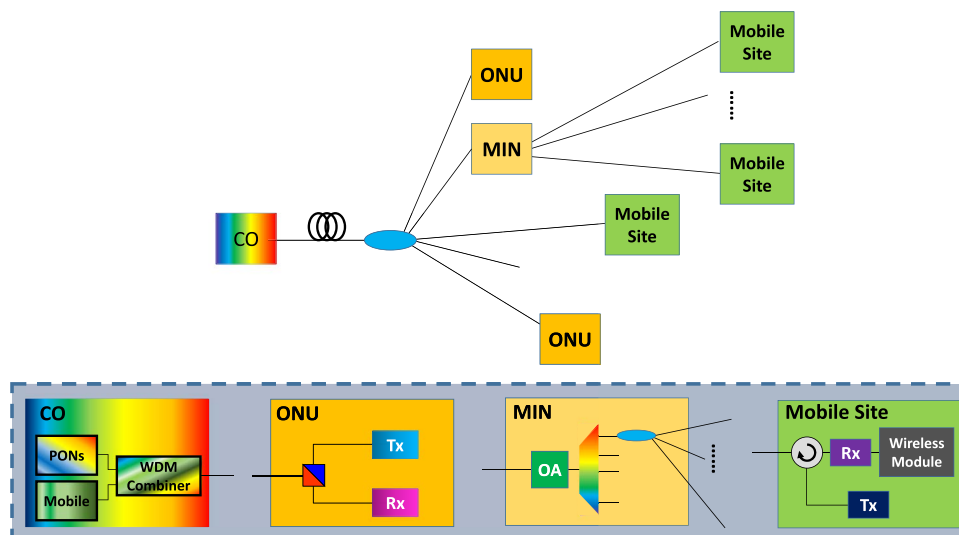 Mobile
Site
ONU
MIN
Mobile
Site
Mobile
Site
CO
ONU
CO
PONs
Mobile
WDM
Combiner
ONU
Tx
Rx
MIN
OA
Mobile Site
Rx
Wireless
Module
Tx